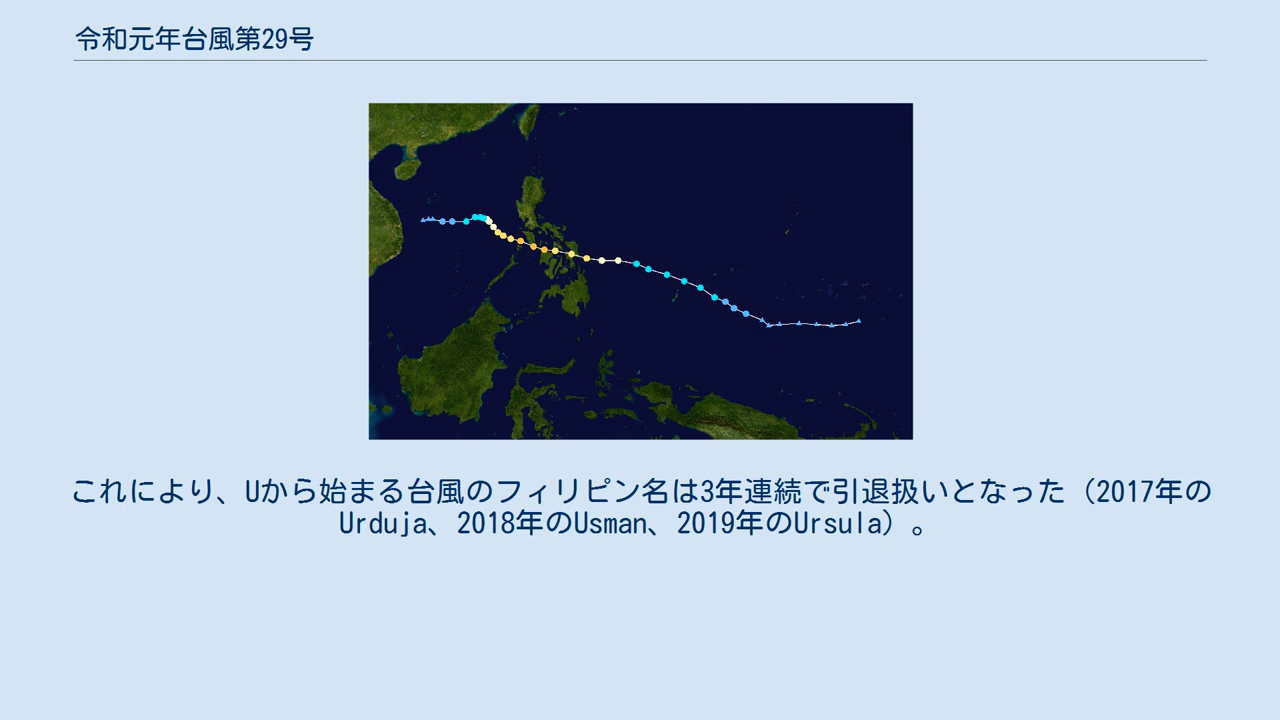 令和元年台風第29号
これにより、Uから始まる台風のフィリピン名は3年連続で引退扱いとなった（2017年の
Urduja、2018年のUsman、2019年のUrsula）。